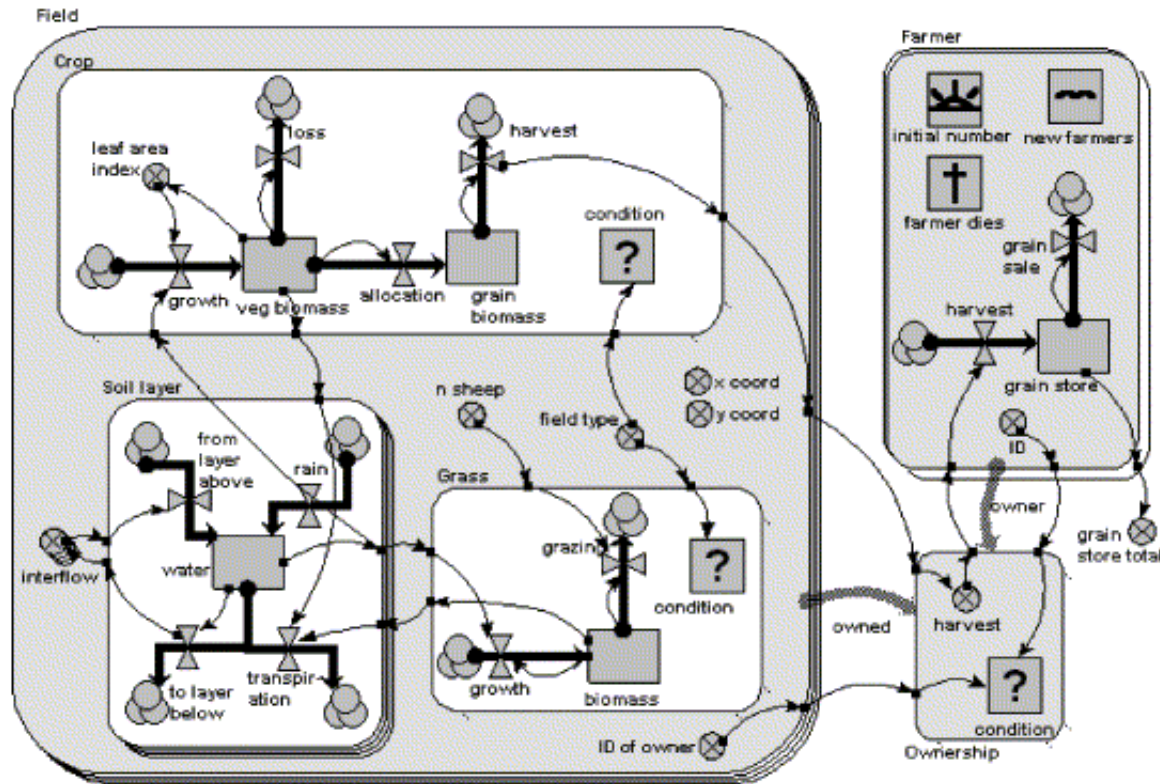 Field
Crop
loss
harvest
leaf area
index
condition
?
growth
veg biomass
allocation
grain
biomass
Soil layer
from
layer
above
rain
water
interflow
to layer
below
transpir-
ation
n sheep
field type
x coord
y coord
Grass
grazing
?
condition
growth
biomass
ID of owner
Farmer
initial number
new farmers
farmer dies
grain
sale
harvest
grain store
ID
owner
grain
store total
owned
harvest
?
condition
Ownership